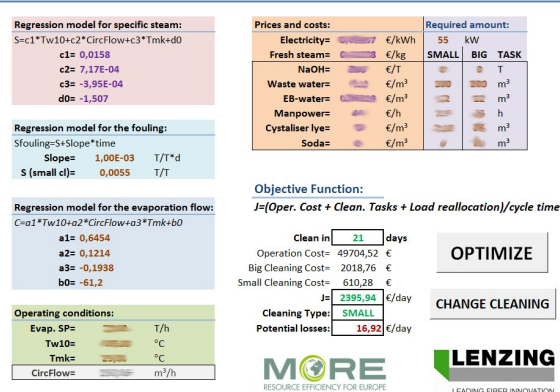 Regression model for specific steam:
S=c1*Tw10+c2*CircFlow+c3*Tmk+d0
c1= 0,0158
c2= 7,17E-04
c3= -3,95E-04
d0= -1,507
Regression model for the fouling:
Sfouling=S+Slope*time
Slope= 1,00E-03 T/T*d
S (small cl)= 0,0055 T/T
Regression model for the evaporation flow:
C=a1*Tw10+a2*CircFlow+a3*Tmk+b0
a1= 0,6454
a2= 0,1214
a3= -0,1938
b0= -61,2
Operating conditions:
Evap. SP= T/h
Tw10= °C
Tmk= °C
CircFlow= m³/h
Prices and costs: Required amount:
Electricity= €/kWh 55 kW
Fresh steam= €/kg SMALL BIG TASK
NaOH= €/T T
Waste water= €/m³ m³
EB-water= €/m³ m³
Manpower= €/h h
Cystaliser lye= €/m³ m³
Soda= €/m³ m³
Objective Function:
J=(Oper. Cost + Clean. Tasks + Load reallocation)/cycle time
Clean in 21 days
Operation Cost= 49704,52 €
Big Cleaning Cost= 2018,76 €
Small Cleaning Cost= 610,28 €
J= 2395,94 €/day
Cleaning Type: SMALL
Potential losses: 16,92 €/day
OPTIMIZE
CHANGE CLEANING
MORE
RESOURCE EFFICIENCY FOR EUROPE
LENZING
LEADING FIBER INNOVATION